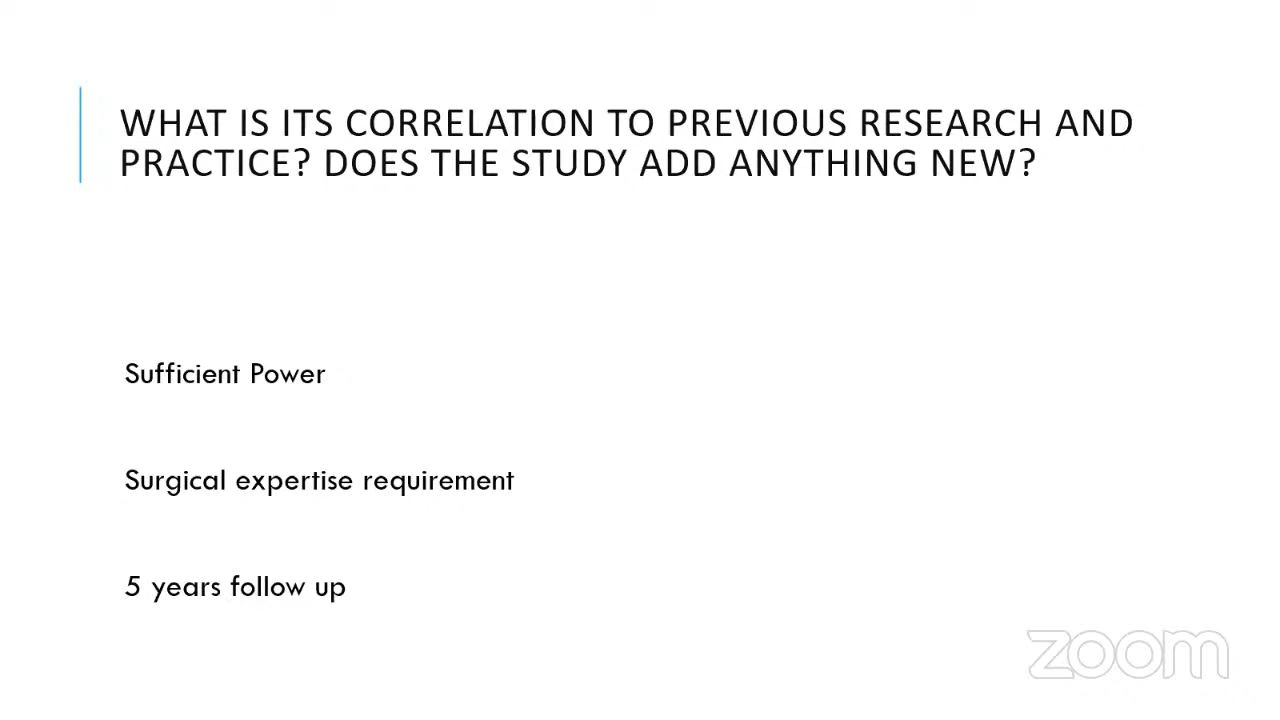 WHAT IS ITS CORRELATION TO PREVIOUS RESEARCH AND
PRACTICE? DOES THE STUDY ADD ANYTHING NEW?
Sufficient Power
Surgical expertise requirement
5 years follow up
zoom